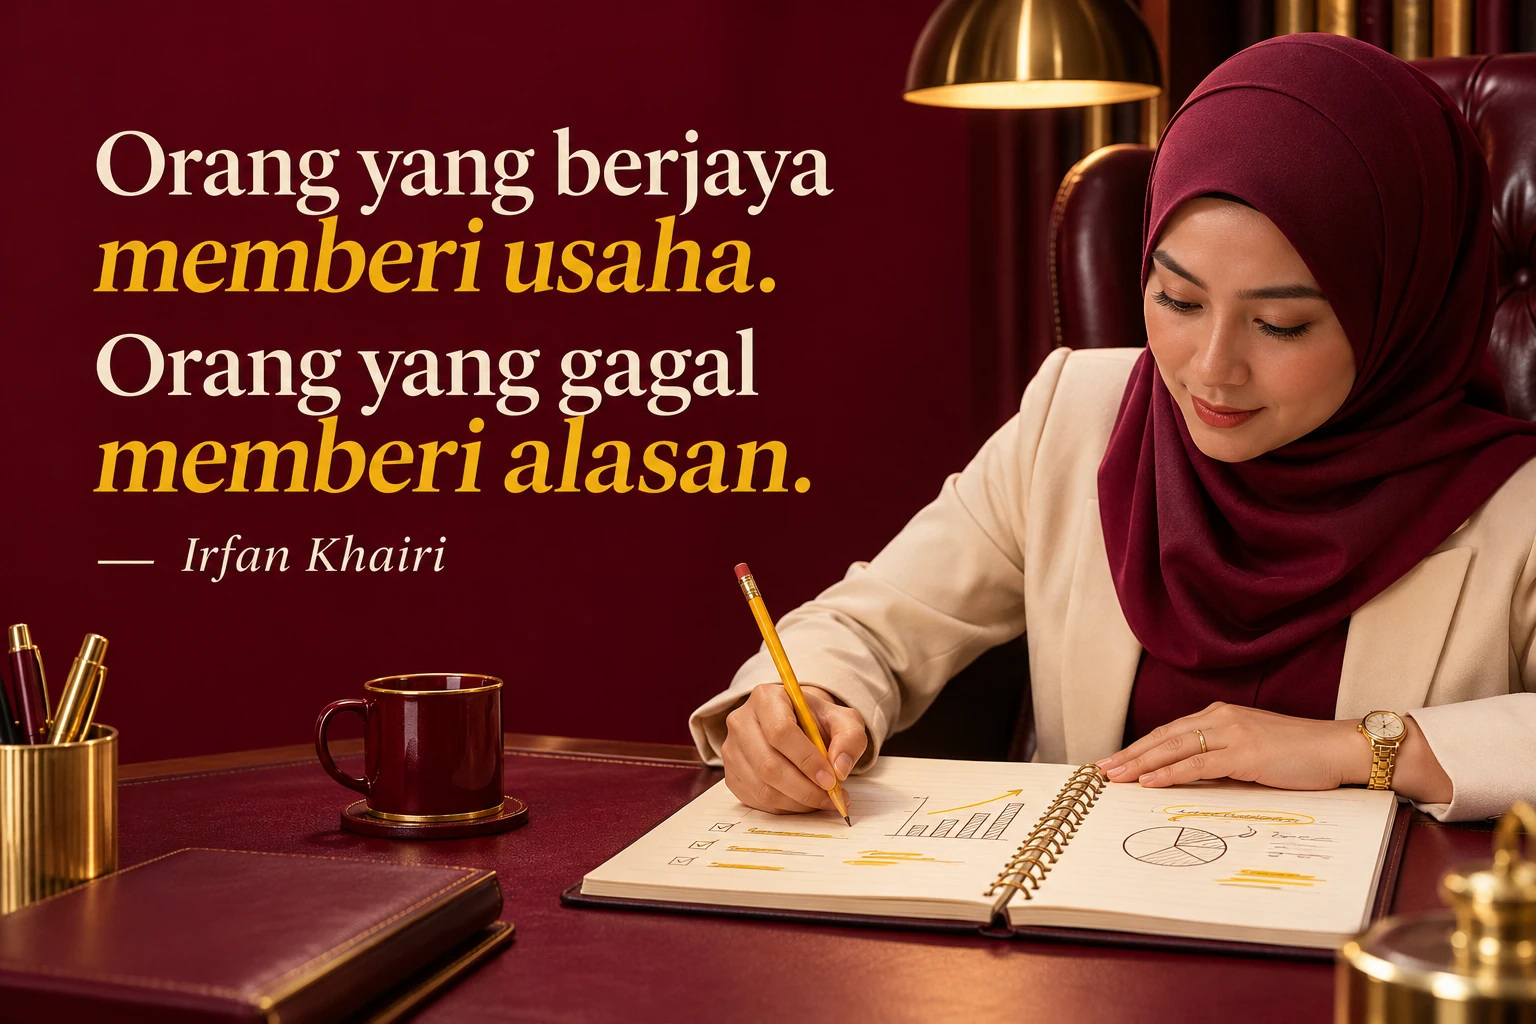 Orang yang berjaya
memberi usaha.
Orang yang gagal
memberi alasan.
— Irfan Khairi